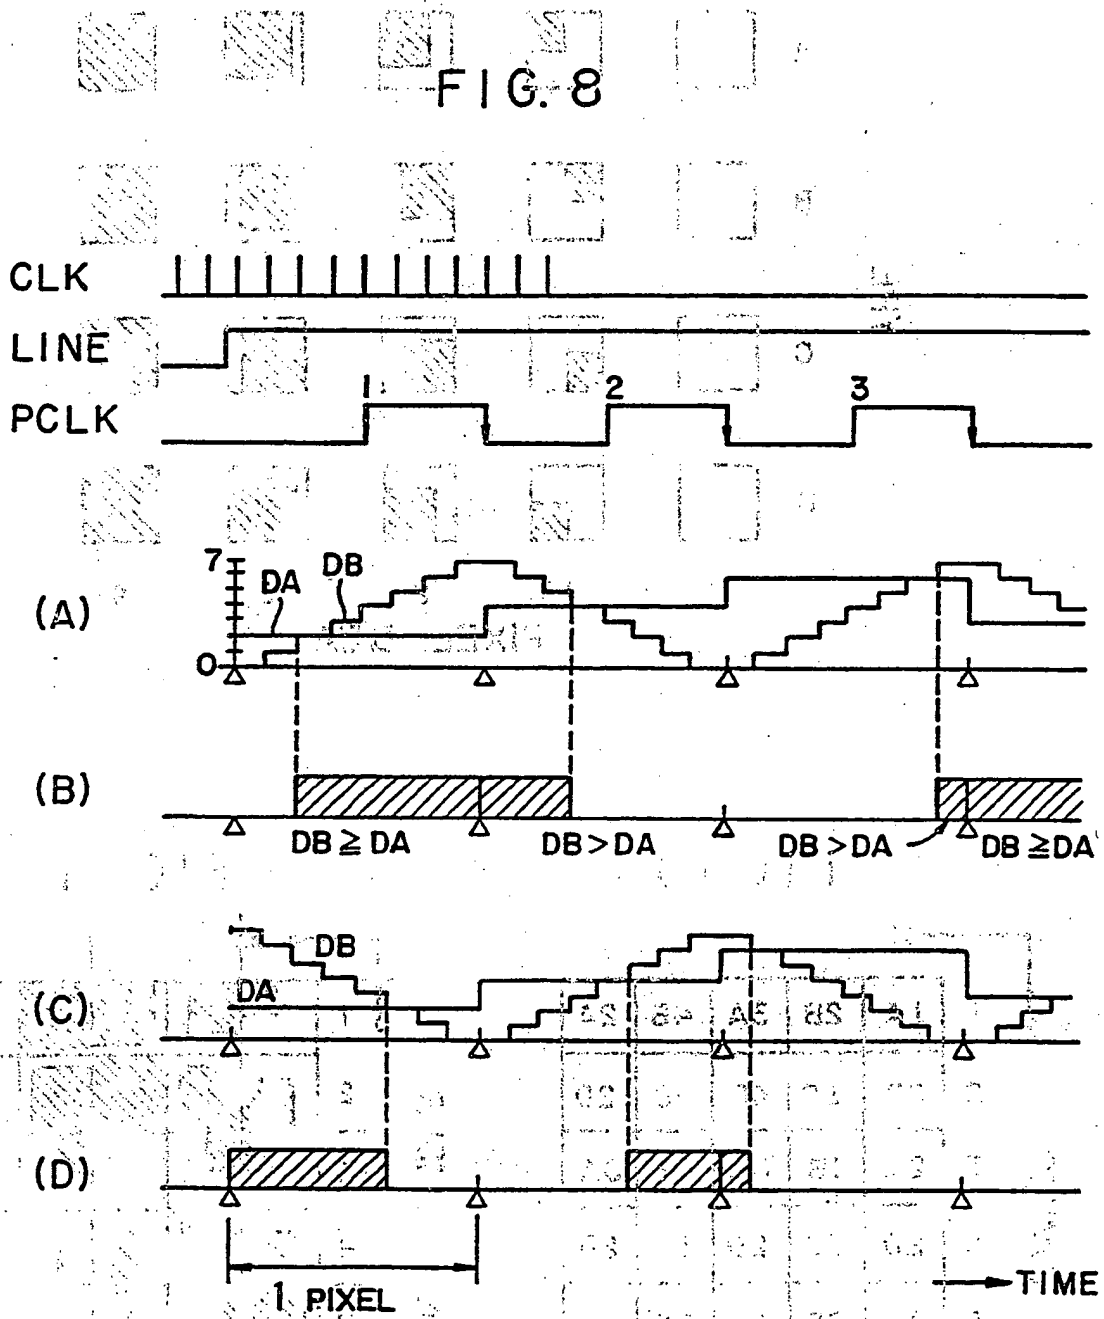 FIG. 8
CLK
LINE
PCLK
1
2
3
(A)
7
0
DA
DB
(B)
DB ≧ DA
DB > DA
DB > DA
DB ≧ DA
(C)
DB
DA
(D)
1 PIXEL
TIME